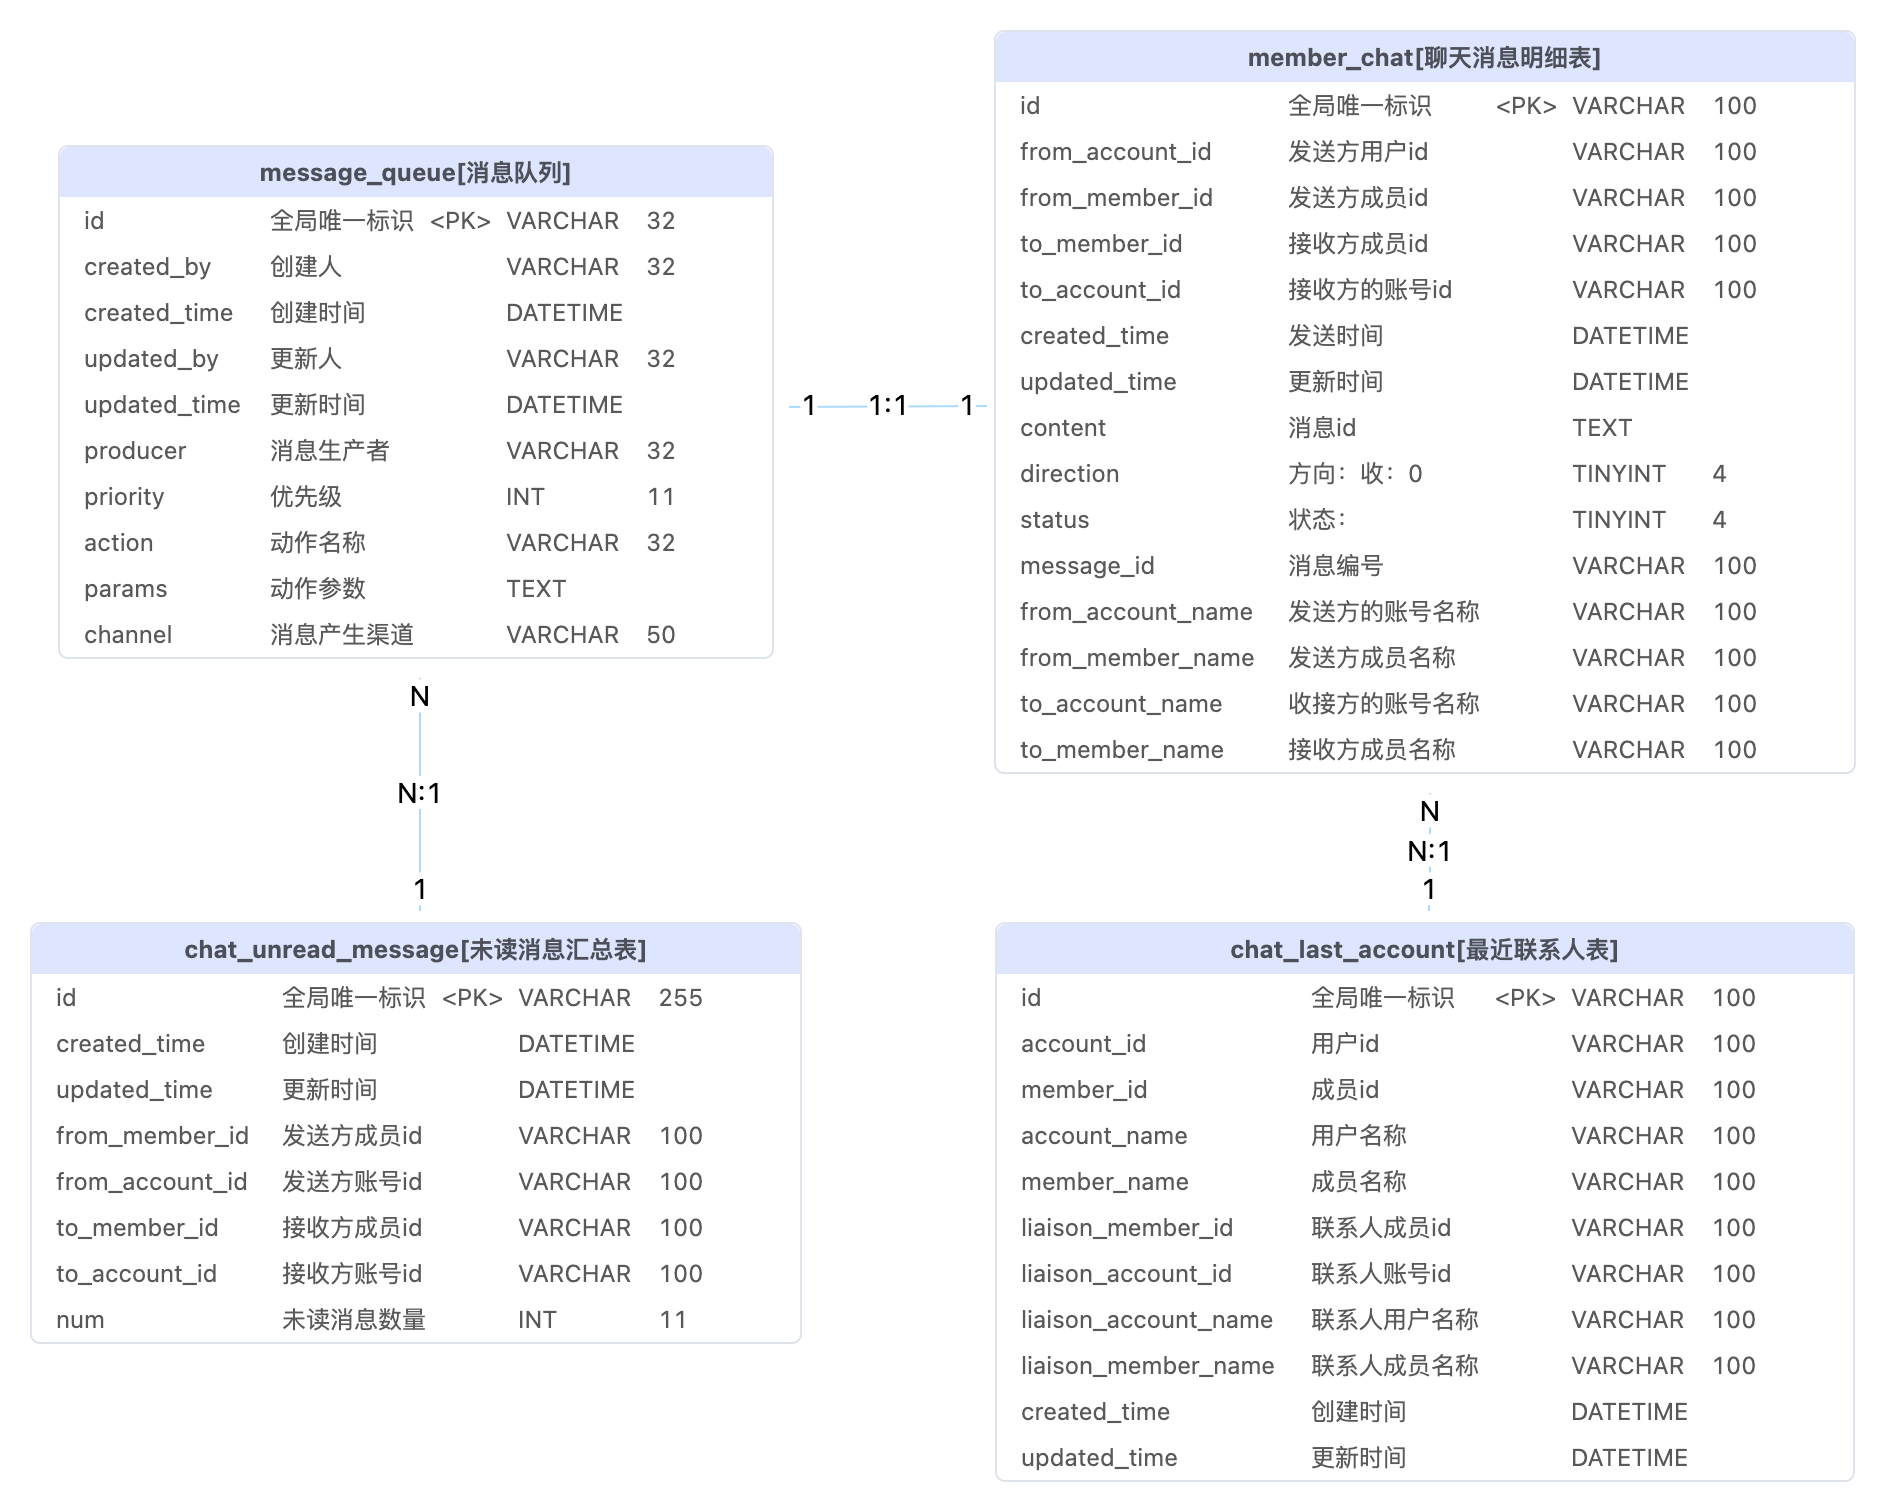 message_queue[消息队列]
id 全局唯一标识 <PK> VARCHAR 32
created_by 创建人 VARCHAR 32
created_time 创建时间 DATETIME
updated_by 更新人 VARCHAR 32
updated_time 更新时间 DATETIME
producer 消息生产者 VARCHAR 32
priority 优先级 INT 11
action 动作名称 VARCHAR 32
params 动作参数 TEXT
channel 消息产生渠道 VARCHAR 50
1 1:1 1
member_chat[聊天消息明细表]
id 全局唯一标识 <PK> VARCHAR 100
from_account_id 发送方用户id VARCHAR 100
from_member_id 发送方成员id VARCHAR 100
to_member_id 接收方成员id VARCHAR 100
to_account_id 接收方的账号id VARCHAR 100
created_time 发送时间 DATETIME
updated_time 更新时间 DATETIME
content 消息id TEXT
direction 方向：收：0 TINYINT 4
status 状态： TINYINT 4
message_id 消息编号 VARCHAR 100
from_account_name 发送方的账号名称 VARCHAR 100
from_member_name 发送方成员名称 VARCHAR 100
to_account_name 收接方的账号名称 VARCHAR 100
to_member_name 接收方成员名称 VARCHAR 100
N
N:1
1
N
N:1
1
chat_unread_message[未读消息汇总表]
id 全局唯一标识 <PK> VARCHAR 255
created_time 创建时间 DATETIME
updated_time 更新时间 DATETIME
from_member_id 发送方成员id VARCHAR 100
from_account_id 发送方账号id VARCHAR 100
to_member_id 接收方成员id VARCHAR 100
to_account_id 接收方账号id VARCHAR 100
num 未读消息数量 INT 11
chat_last_account[最近联系人表]
id 全局唯一标识 <PK> VARCHAR 100
account_id 用户id VARCHAR 100
member_id 成员id VARCHAR 100
account_name 用户名称 VARCHAR 100
member_name 成员名称 VARCHAR 100
liaison_member_id 联系人成员id VARCHAR 100
liaison_account_id 联系人账号id VARCHAR 100
liaison_account_name 联系人用户名称 VARCHAR 100
liaison_member_name 联系人成员名称 VARCHAR 100
created_time 创建时间 DATETIME
updated_time 更新时间 DATETIME